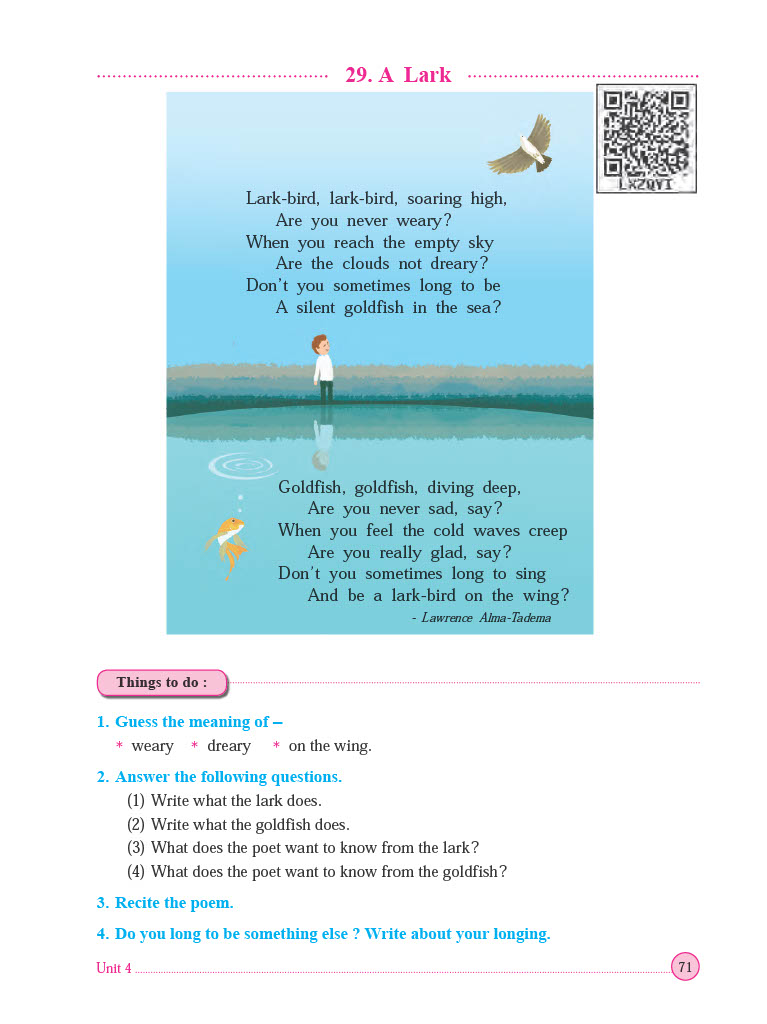 29. A Lark
LXZQVI
Lark-bird, lark-bird, soaring high,
Are you never weary?
When you reach the empty sky
Are the clouds not dreary?
Don't you sometimes long to be
A silent goldfish in the sea?
Goldfish, goldfish, diving deep,
Are you never sad, say?
When you feel the cold waves creep
Are you really glad, say?
Don't you sometimes long to sing
And be a lark-bird on the wing?
- Lawrence Alma-Tadema
Things to do :
1. Guess the meaning of –
* weary * dreary * on the wing.
2. Answer the following questions.
(1) Write what the lark does.
(2) Write what the goldfish does.
(3) What does the poet want to know from the lark?
(4) What does the poet want to know from the goldfish?
3. Recite the poem.
4. Do you long to be something else ? Write about your longing.
Unit 4
71